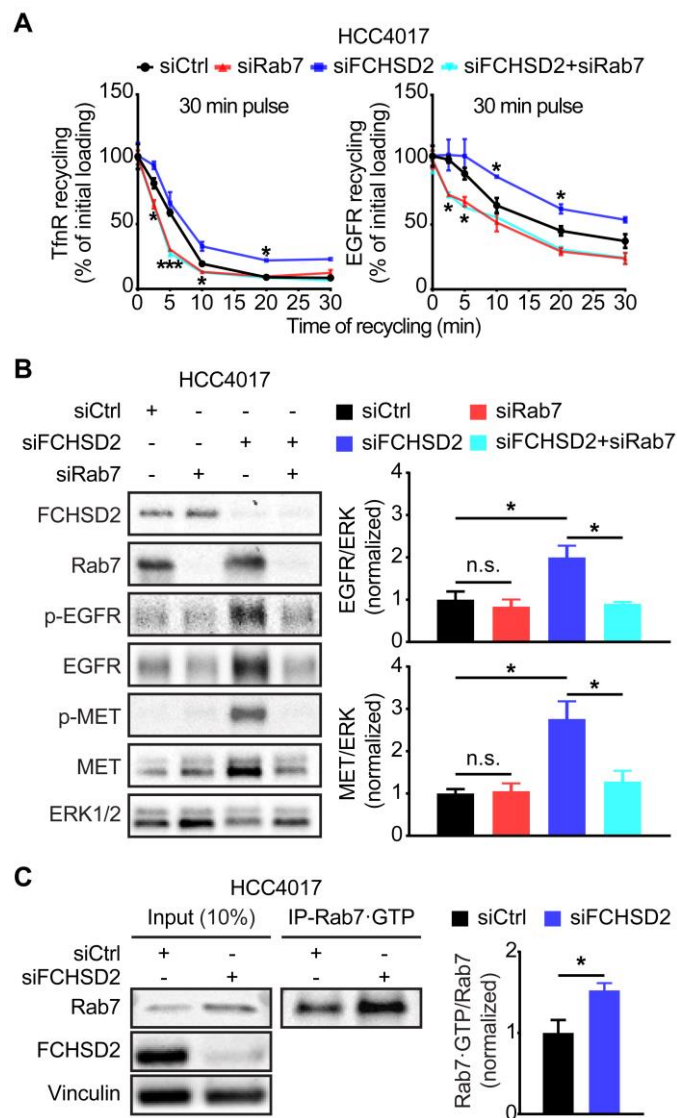 A
HCC4017
siCtrl siRab7 siFCHSD2 siFCHSD2+siRab7
150 30 min pulse
100
50
0
0 5 10 15 20 25 30
TfnR recycling
(% of initial loading)
* *** * *
150 30 min pulse
100
50
0
0 5 10 15 20 25 30
EGFR recycling
(% of initial loading)
* * * *
Time of recycling (min)
B
HCC4017
siCtrl + - - -
siFCHSD2 - - + +
siRab7 - + - +
FCHSD2
Rab7
p-EGFR
EGFR
p-MET
MET
ERK1/2
siCtrl siRab7
siFCHSD2 siFCHSD2+siRab7
EGFR/ERK
(normalized)
4
3
2
1
0
*
n.s. *
MET/ERK
(normalized)
4
3
2
1
0
*
n.s. *
C
HCC4017
Input (10%) IP-Rab7·GTP
siCtrl + - + -
siFCHSD2 - + - +
Rab7
FCHSD2
Vinculin
siCtrl siFCHSD2
Rab7·GTP/Rab7
(normalized)
2
1
0
*